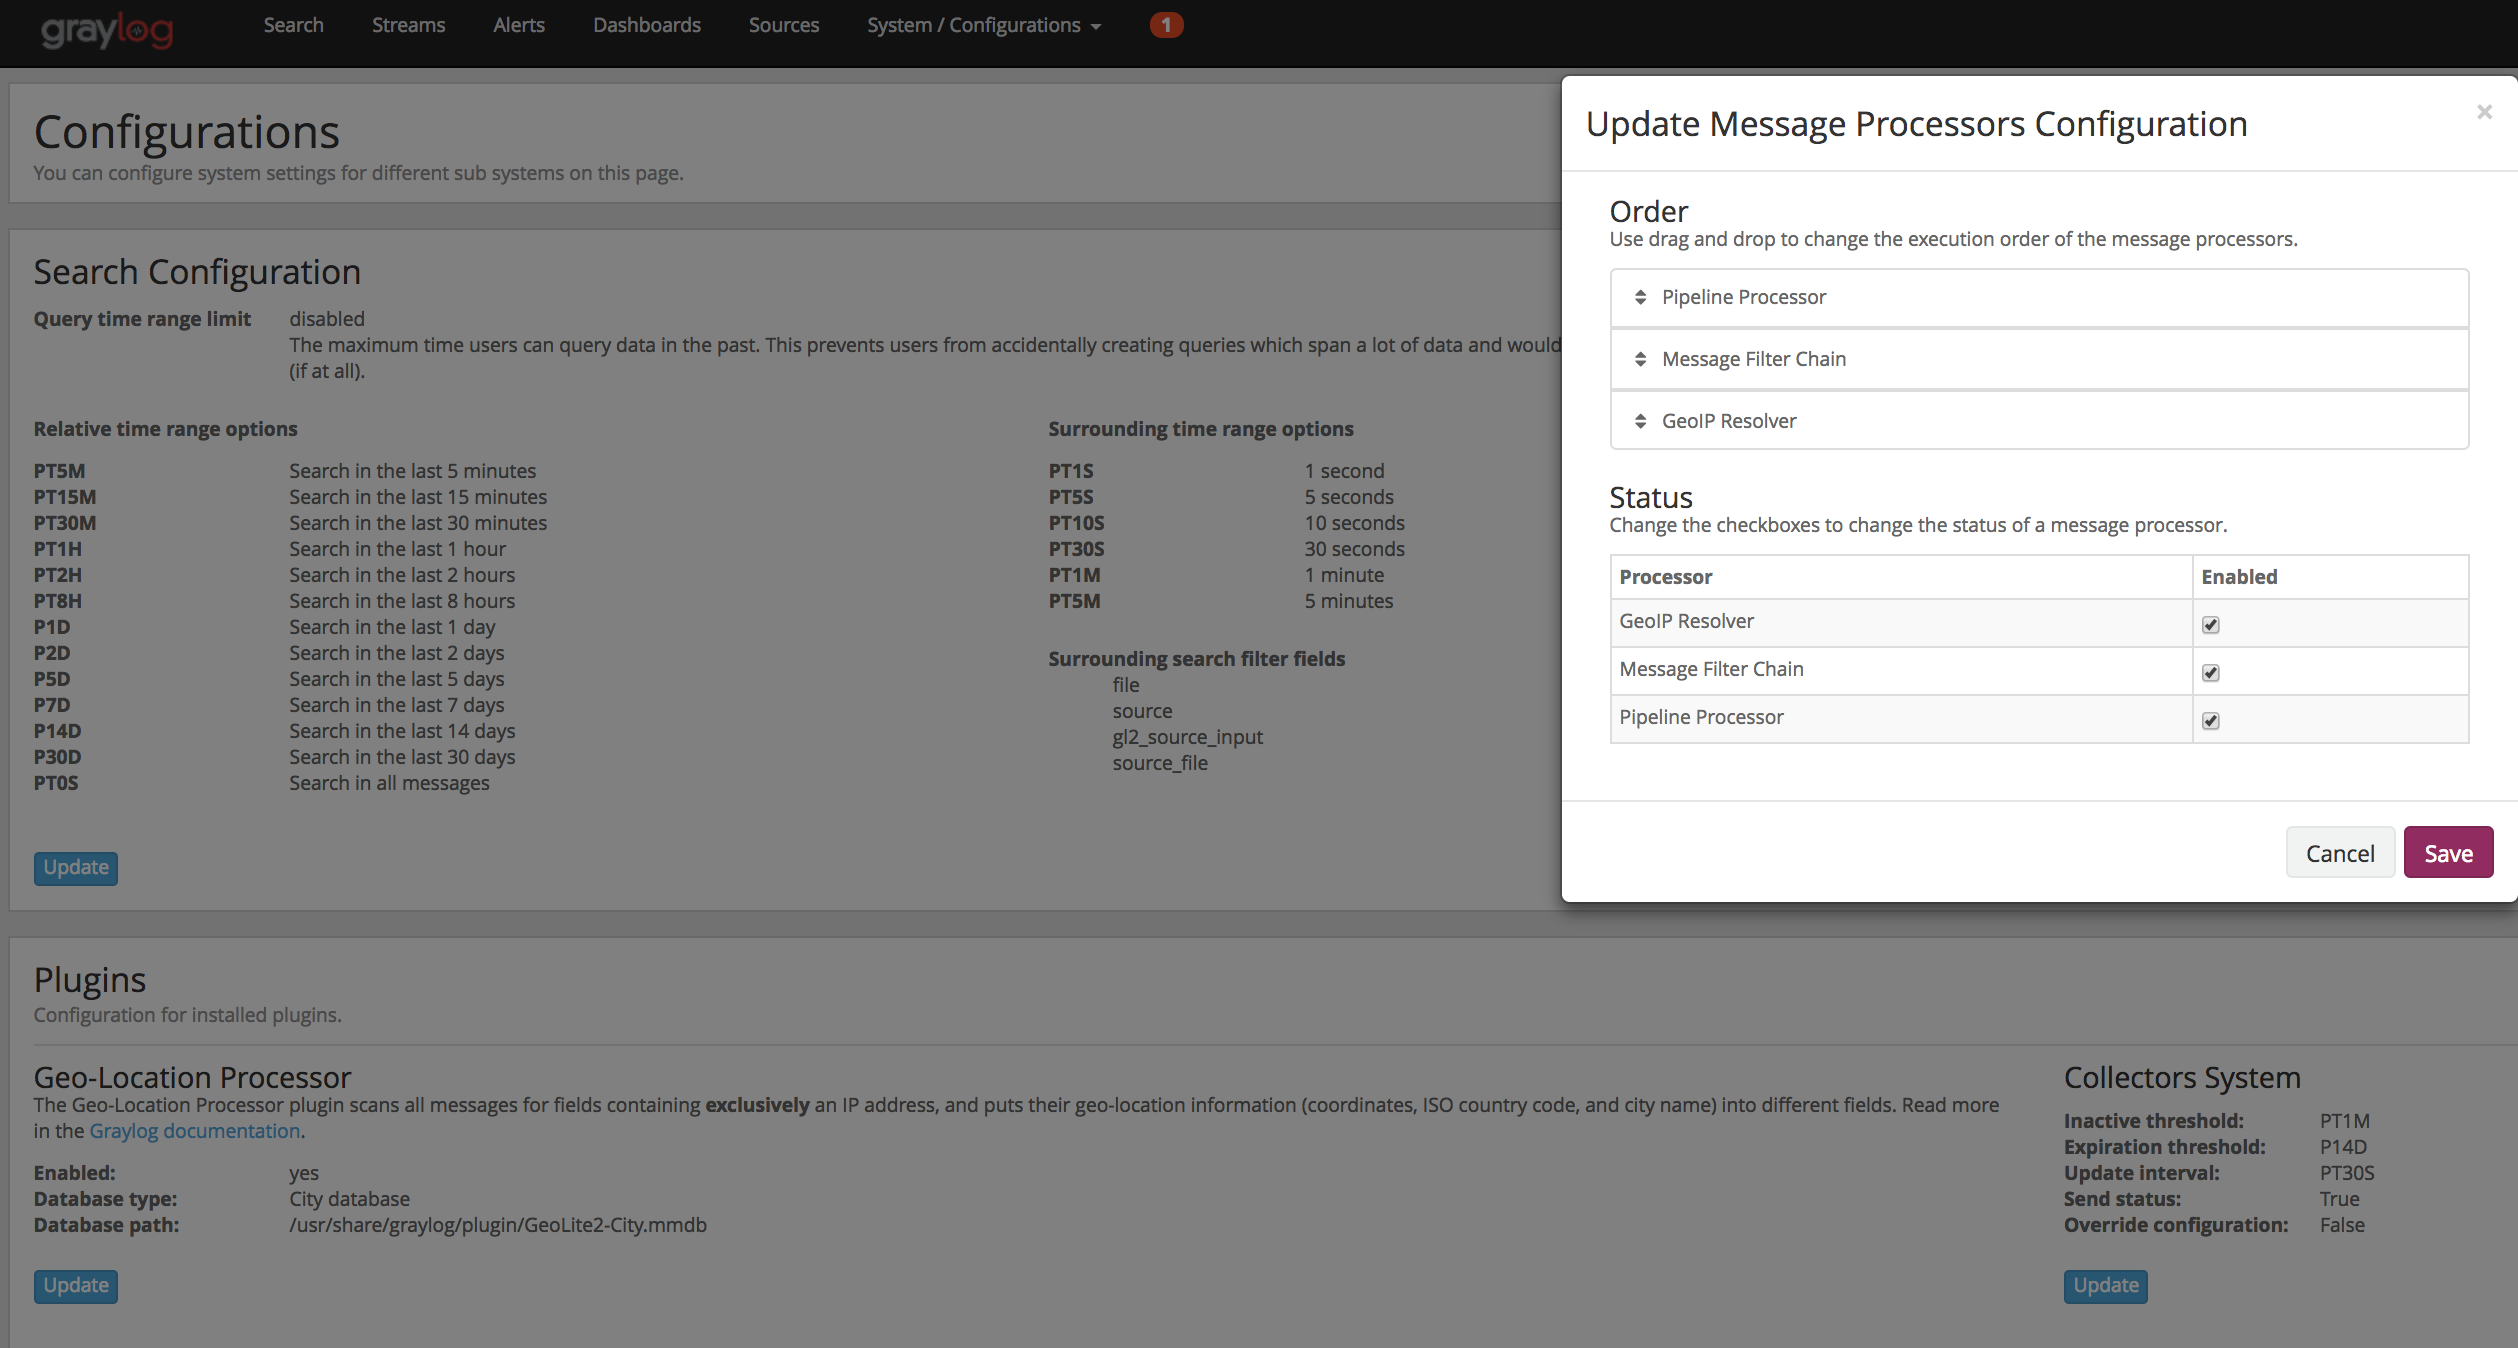 graylog
Search
Streams
Alerts
Dashboards
Sources
System / Configurations
1
Configurations
You can configure system settings for different sub systems on this page.
Search Configuration
Query time range limit disabled
The maximum time users can query data in the past. This prevents users from accidentally creating queries which span a lot of data and would
(if at all).
Relative time range options
PT5M Search in the last 5 minutes
PT15M Search in the last 15 minutes
PT30M Search in the last 30 minutes
PT1H Search in the last 1 hour
PT2H Search in the last 2 hours
PT8H Search in the last 8 hours
P1D Search in the last 1 day
P2D Search in the last 2 days
P5D Search in the last 5 days
P7D Search in the last 7 days
P14D Search in the last 14 days
P30D Search in the last 30 days
PT0S Search in all messages
Surrounding time range options
PT1S 1 second
PT5S 5 seconds
PT10S 10 seconds
PT30S 30 seconds
PT1M 1 minute
PT5M 5 minutes
Surrounding search filter fields
file
source
gl2_source_input
source_file
Update
Update Message Processors Configuration
×
Order
Use drag and drop to change the execution order of the message processors.
Pipeline Processor
Message Filter Chain
GeoIP Resolver
Status
Change the checkboxes to change the status of a message processor.
Processor Enabled
GeoIP Resolver
Message Filter Chain
Pipeline Processor
Cancel
Save
Plugins
Configuration for installed plugins.
Geo-Location Processor
The Geo-Location Processor plugin scans all messages for fields containing exclusively an IP address, and puts their geo-location information (coordinates, ISO country code, and city name) into different fields. Read more
in the Graylog documentation.
Enabled: yes
Database type: City database
Database path: /usr/share/graylog/plugin/GeoLite2-City.mmdb
Update
Collectors System
Inactive threshold: PT1M
Expiration threshold: P14D
Update interval: PT30S
Send status: True
Override configuration: False
Update